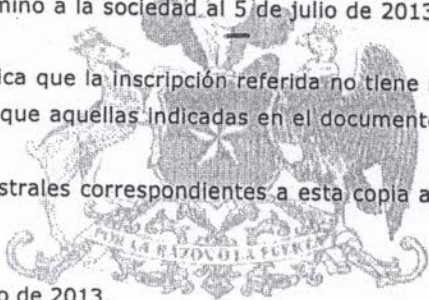 mino a la sociedad al 5 de julio de 2013
ica que la inscripción referida no tiene
que aquellas indicadas en el documento
strales correspondientes a esta copia a
POR LA RAZON O LA FUERZA
o de 2013.